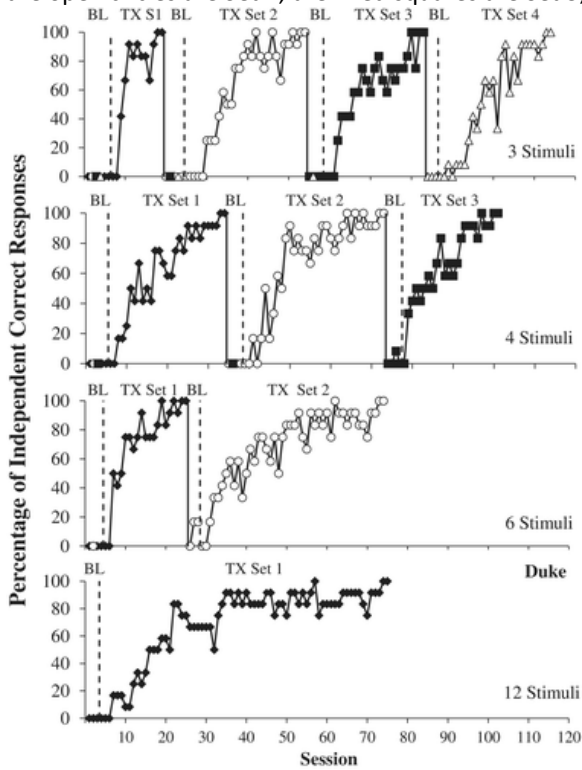 BL TX S1 BL TX Set 2 BL TX Set 3 BL TX Set 4
100
80
60
40
20
0
3 Stimuli
BL TX Set 1 BL TX Set 2 BL TX Set 3
100
80
60
40
20
0
4 Stimuli
BL TX Set 1 BL TX Set 2
100
80
60
40
20
0
6 Stimuli
BL TX Set 1 Duke
100
80
60
40
20
0
12 Stimuli
10 20 30 40 50 60 70 80 90 100 110 120
Session
Percentage of Independent Correct Responses